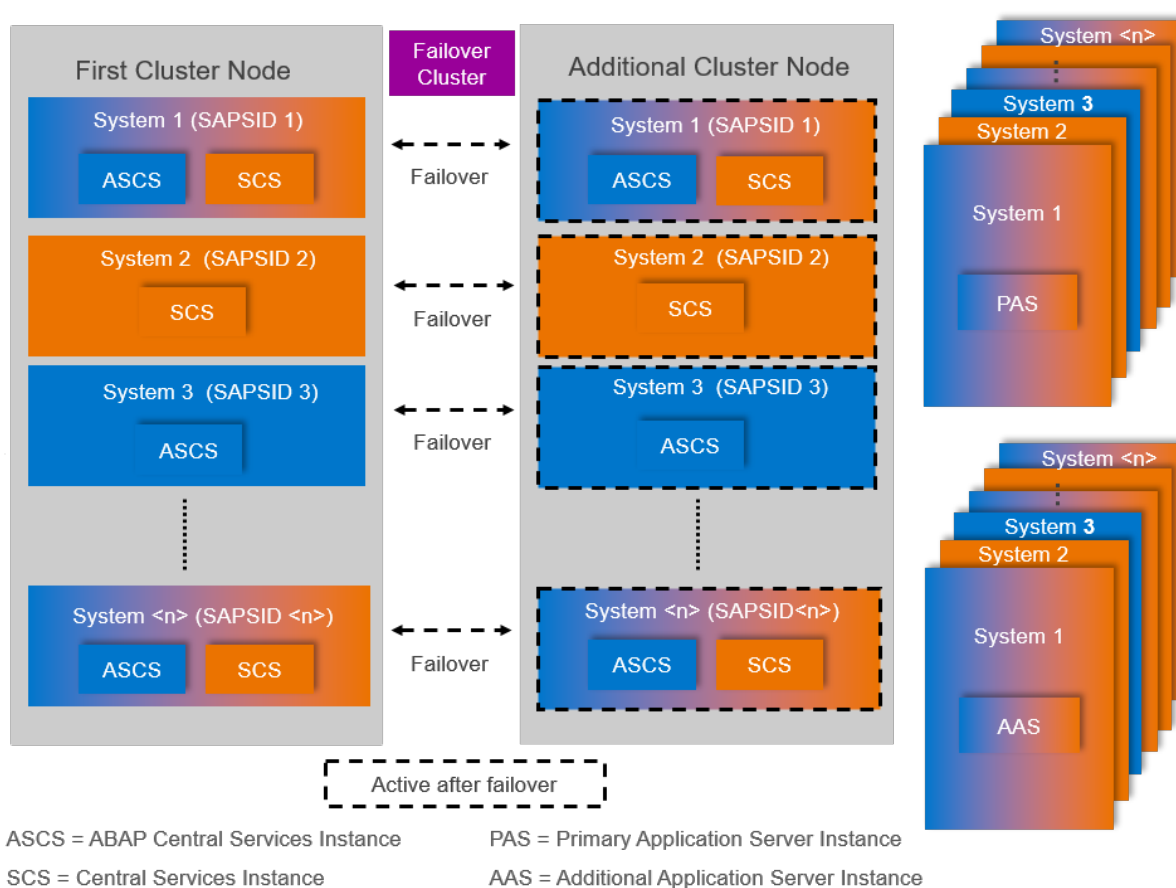 First Cluster Node
System 1 (SAPSID 1)
ASCS
SCS
System 2  (SAPSID 2)
SCS
System 3  (SAPSID 3)
ASCS
System <n> (SAPSID <n>)
ASCS
SCS
Failover
Cluster
Failover
Failover
Failover
Failover
Additional Cluster Node
System 1 (SAPSID 1)
ASCS
SCS
System 2  (SAPSID 2)
SCS
System 3  (SAPSID 3)
ASCS
System <n> (SAPSID<n>)
ASCS
SCS
System <n>
System 3
System 2
System 1
PAS
System <n>
System 3
System 2
System 1
AAS
Active after failover
ASCS = ABAP Central Services Instance
SCS = Central Services Instance
PAS = Primary Application Server Instance
AAS = Additional Application Server Instance